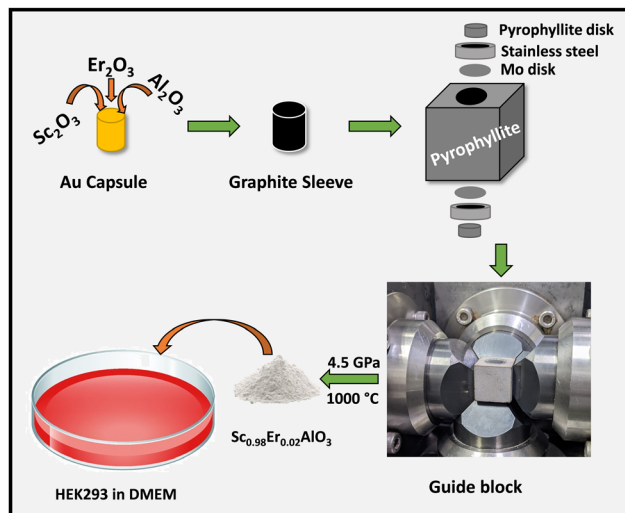 Pyrophyllite disk
Stainless steel
Mo disk
Er₂O₃
Sc₂O₃
Al₂O₃
Au Capsule
Graphite Sleeve
Pyrophyllite
4.5 GPa
1000 °C
Sc₀.₉₈Er₀.₀₂AlO₃
HEK293 in DMEM
Guide block